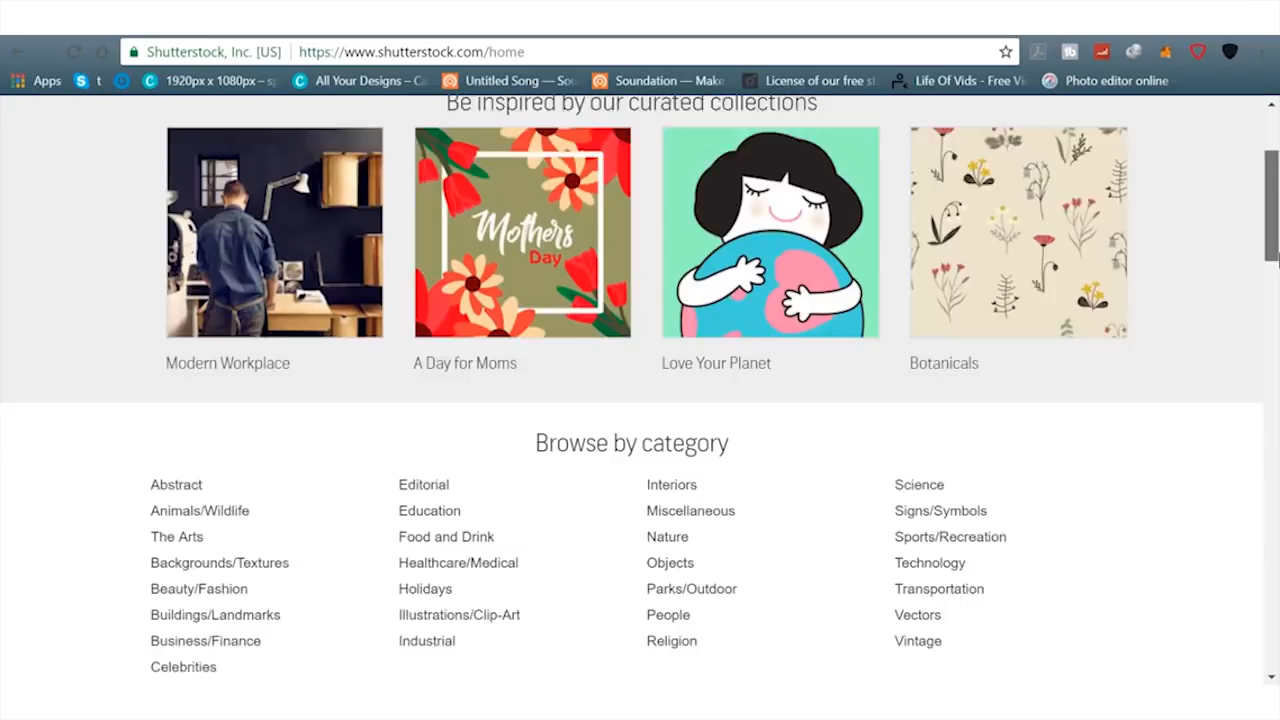 Shutterstock, Inc. [US] https://www.shutterstock.com/home
Apps t 1920px x 1080px – sp All Your Designs – Ca Untitled Song — Sou Soundation — Make License of our free st Life Of Vids - Free Vi Photo editor online
Be inspired by our curated collections
Mothers
Day
Modern Workplace A Day for Moms Love Your Planet Botanicals
Browse by category
Abstract Editorial Interiors Science
Animals/Wildlife Education Miscellaneous Signs/Symbols
The Arts Food and Drink Nature Sports/Recreation
Backgrounds/Textures Healthcare/Medical Objects Technology
Beauty/Fashion Holidays Parks/Outdoor Transportation
Buildings/Landmarks Illustrations/Clip-Art People Vectors
Business/Finance Industrial Religion Vintage
Celebrities